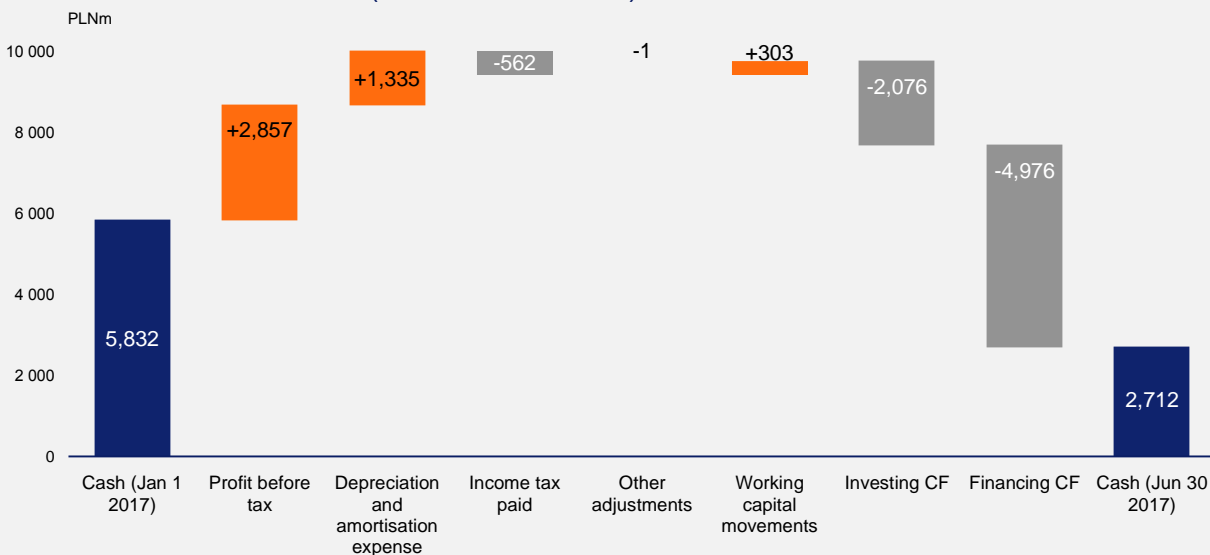 PLNm
10 000
8 000
6 000
4 000
2 000
0
5,832
+2,857
+1,335
-562
-1
+303
-2,076
-4,976
2,712
Cash (Jan 1
2017)
Profit before
tax
Depreciation
and
amortisation
expense
Income tax
paid
Other
adjustments
Working
capital
movements
Investing CF
Financing CF
Cash (Jun 30
2017)